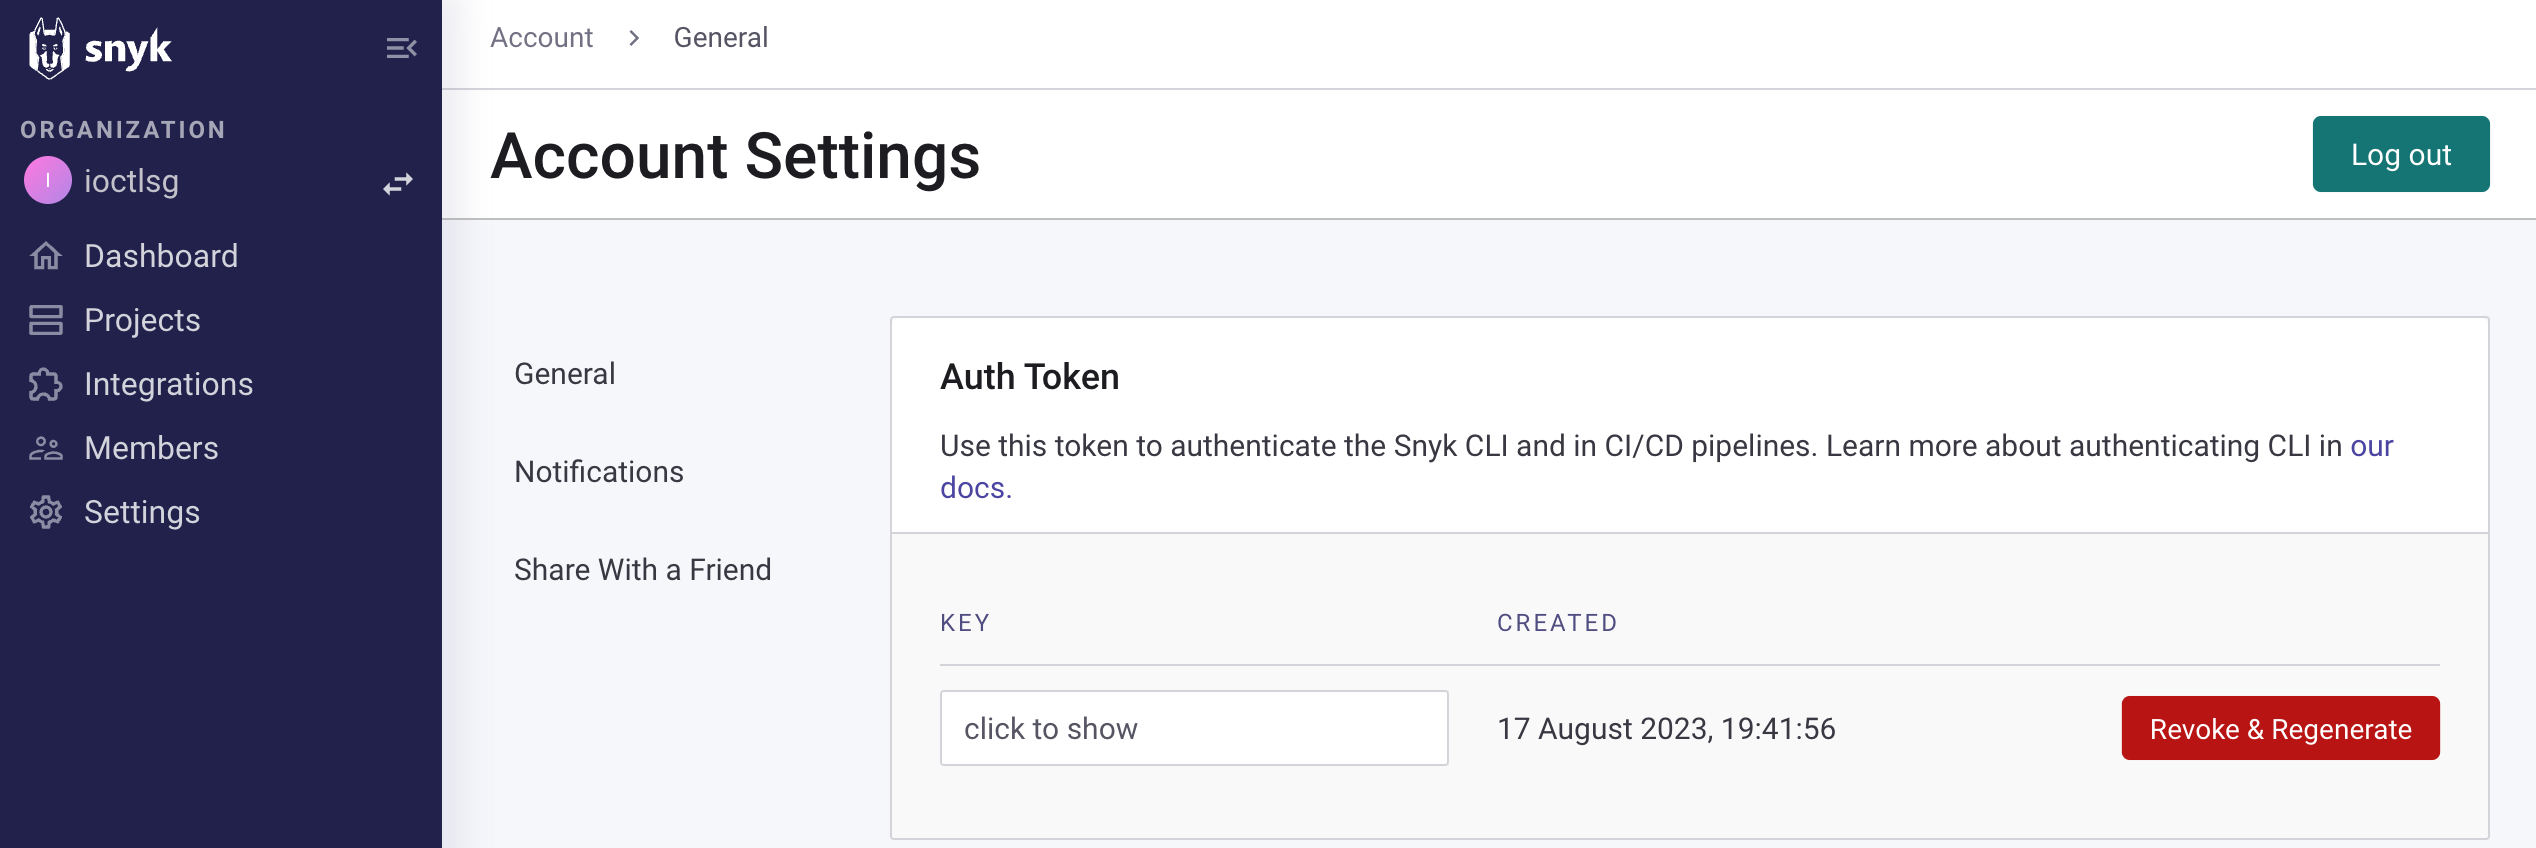 snyk
ORGANIZATION
I ioctlsg
Dashboard
Projects
Integrations
Members
Settings
Account > General
Account Settings
Log out
General
Notifications
Share With a Friend
Auth Token
Use this token to authenticate the Snyk CLI and in CI/CD pipelines. Learn more about authenticating CLI in our
docs.
KEY CREATED
click to show 17 August 2023, 19:41:56 Revoke & Regenerate